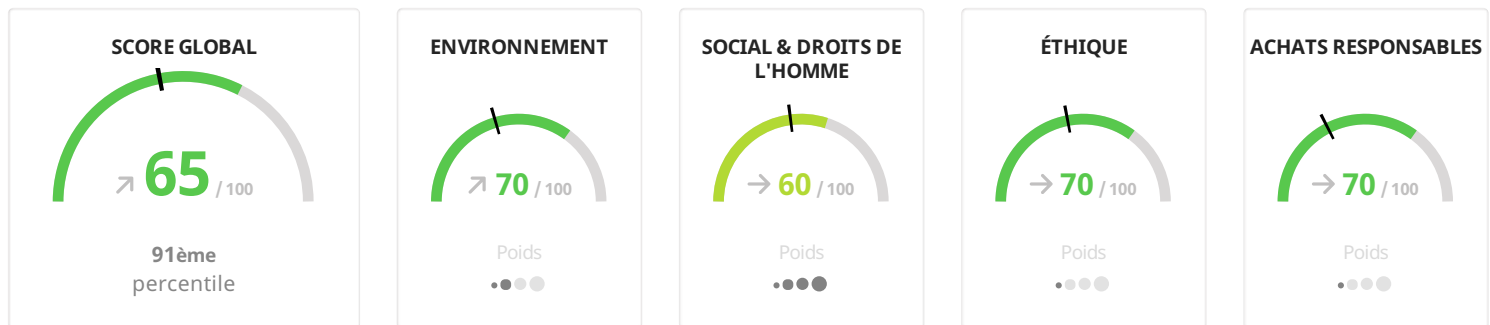 SCORE GLOBAL
65 / 100
91ème
percentile
ENVIRONNEMENT
70 / 100
Poids
SOCIAL & DROITS DE
L'HOMME
60 / 100
Poids
ÉTHIQUE
70 / 100
Poids
ACHATS RESPONSABLES
70 / 100
Poids